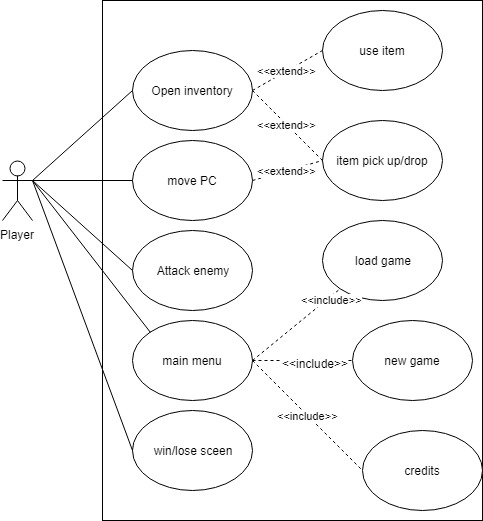 use item
<<extend>>
Open inventory
<<extend>>
item pick up/drop
<<extend>>
move PC
Player
load game
Attack enemy
<<include>>
main menu
<<include>>
new game
<<include>>
win/lose sceen
credits